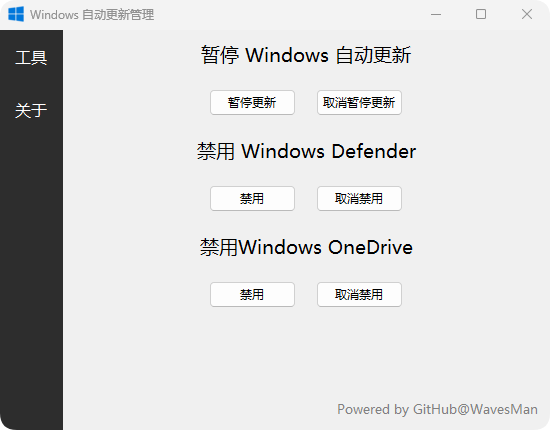 Windows 自动更新管理
工具
关于
暂停 Windows 自动更新
暂停更新 取消暂停更新
禁用 Windows Defender
禁用 取消禁用
禁用Windows OneDrive
禁用 取消禁用
Powered by GitHub@WavesMan